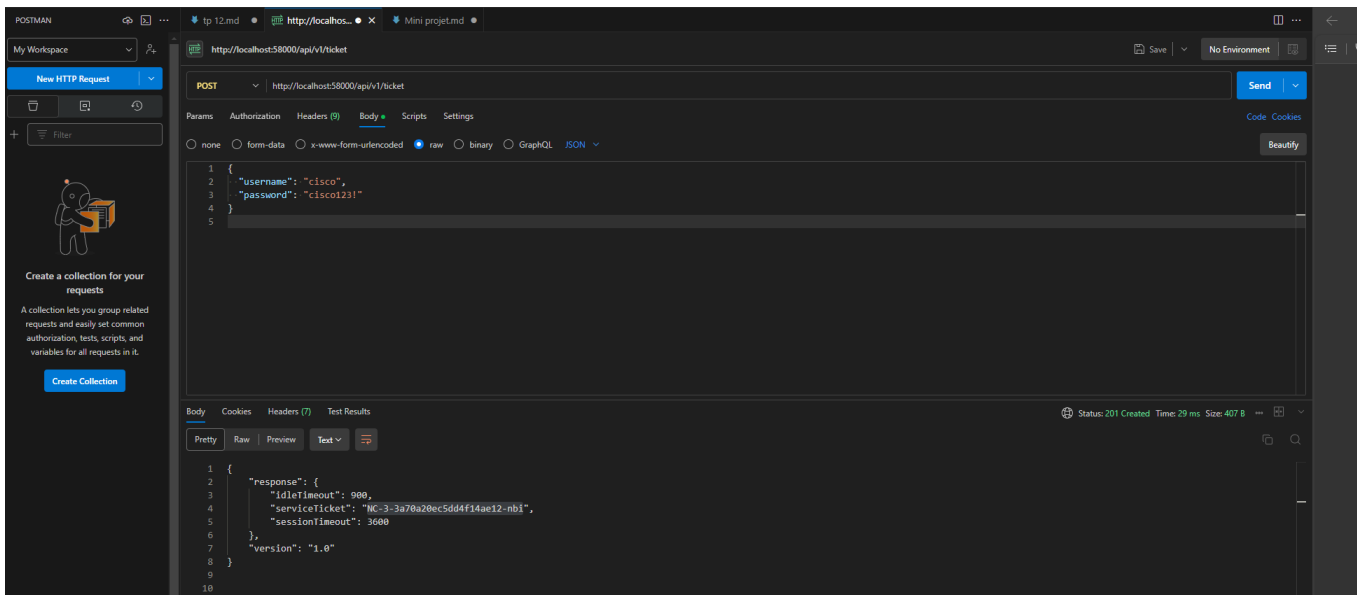 POSTMAN
tp 12.md
http://localhos...
Mini projet.md
My Workspace
http://localhost:58000/api/v1/ticket
Save
No Environment
New HTTP Request
POST
http://localhost:58000/api/v1/ticket
Send
Filter
Params Authorization Headers (9) Body Scripts Settings
Code Cookies
none form-data x-www-form-urlencoded raw binary GraphQL JSON
Beautify
1 {
2 "username": "cisco",
3 "password": "cisco123!"
4 }
5
Create a collection for your
requests
A collection lets you group related
requests and easily set common
authorization, tests, scripts, and
variables for all requests in it.
Create Collection
Body Cookies Headers (7) Test Results
Status: 201 Created Time: 29 ms Size: 407 B
Pretty Raw Preview Text
1 {
2 "response": {
3 "idleTimeout": 900,
4 "serviceTicket": "NC-3-3a70a20ec5dd4f14ae12-nbi",
5 "sessionTimeout": 3600
6 },
7 "version": "1.0"
8 }
9
10